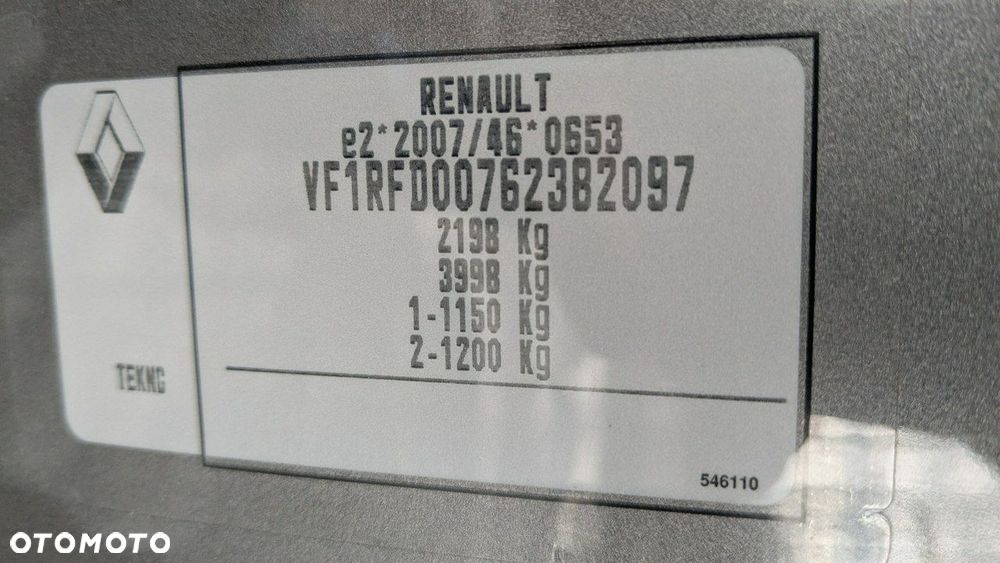 RENAULT
e2*2007/46*0653
VF1RFD00762382097
2198 Kg
3998 Kg
1-1150 Kg
2-1200 Kg
TEKNG
546110
OTOMOTO